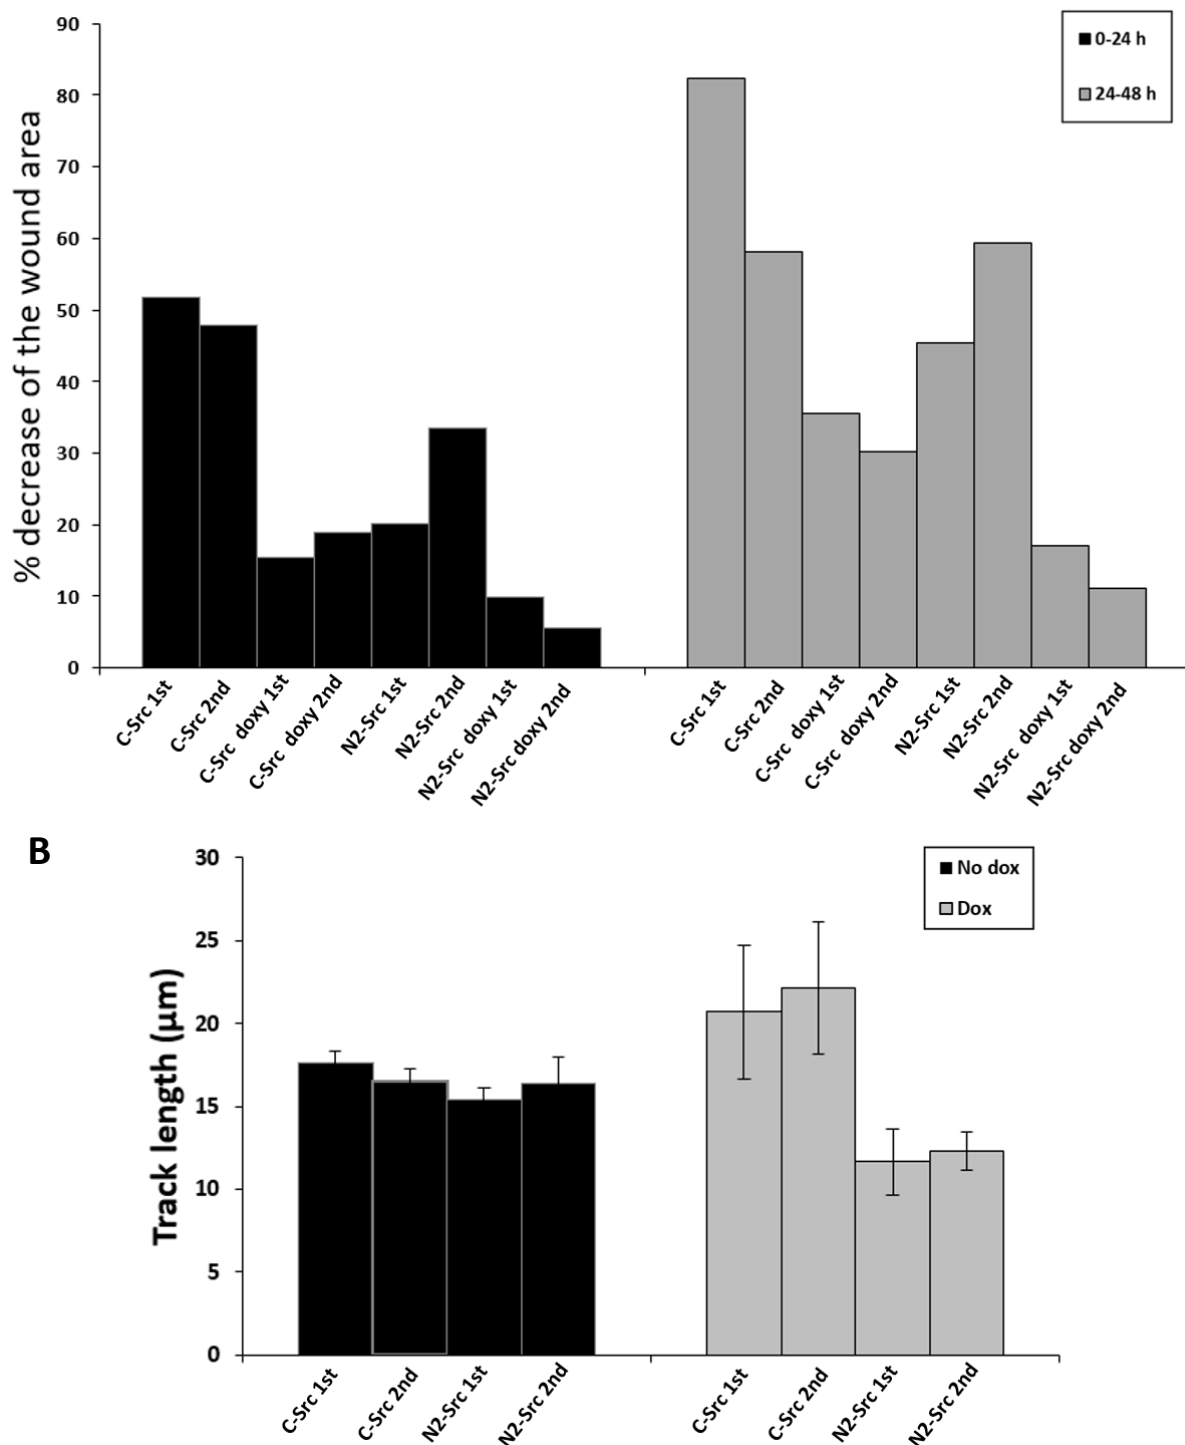 90
80
70
60
50
40
30
20
10
0
% decrease of the wound area
0-24 h
24-48 h
C-Src 1st
C-Src 2nd
C-Src doxy 1st
C-Src doxy 2nd
N2-Src 1st
N2-Src 2nd
N2-Src doxy 1st
N2-Src doxy 2nd
C-Src 1st
C-Src 2nd
C-Src doxy 1st
C-Src doxy 2nd
N2-Src 1st
N2-Src 2nd
N2-Src doxy 1st
N2-Src doxy 2nd
B
30
25
20
15
10
5
0
Track length (µm)
No dox
Dox
C-Src 1st
C-Src 2nd
N2-Src 1st
N2-Src 2nd
C-Src 1st
C-Src 2nd
N2-Src 1st
N2-Src 2nd